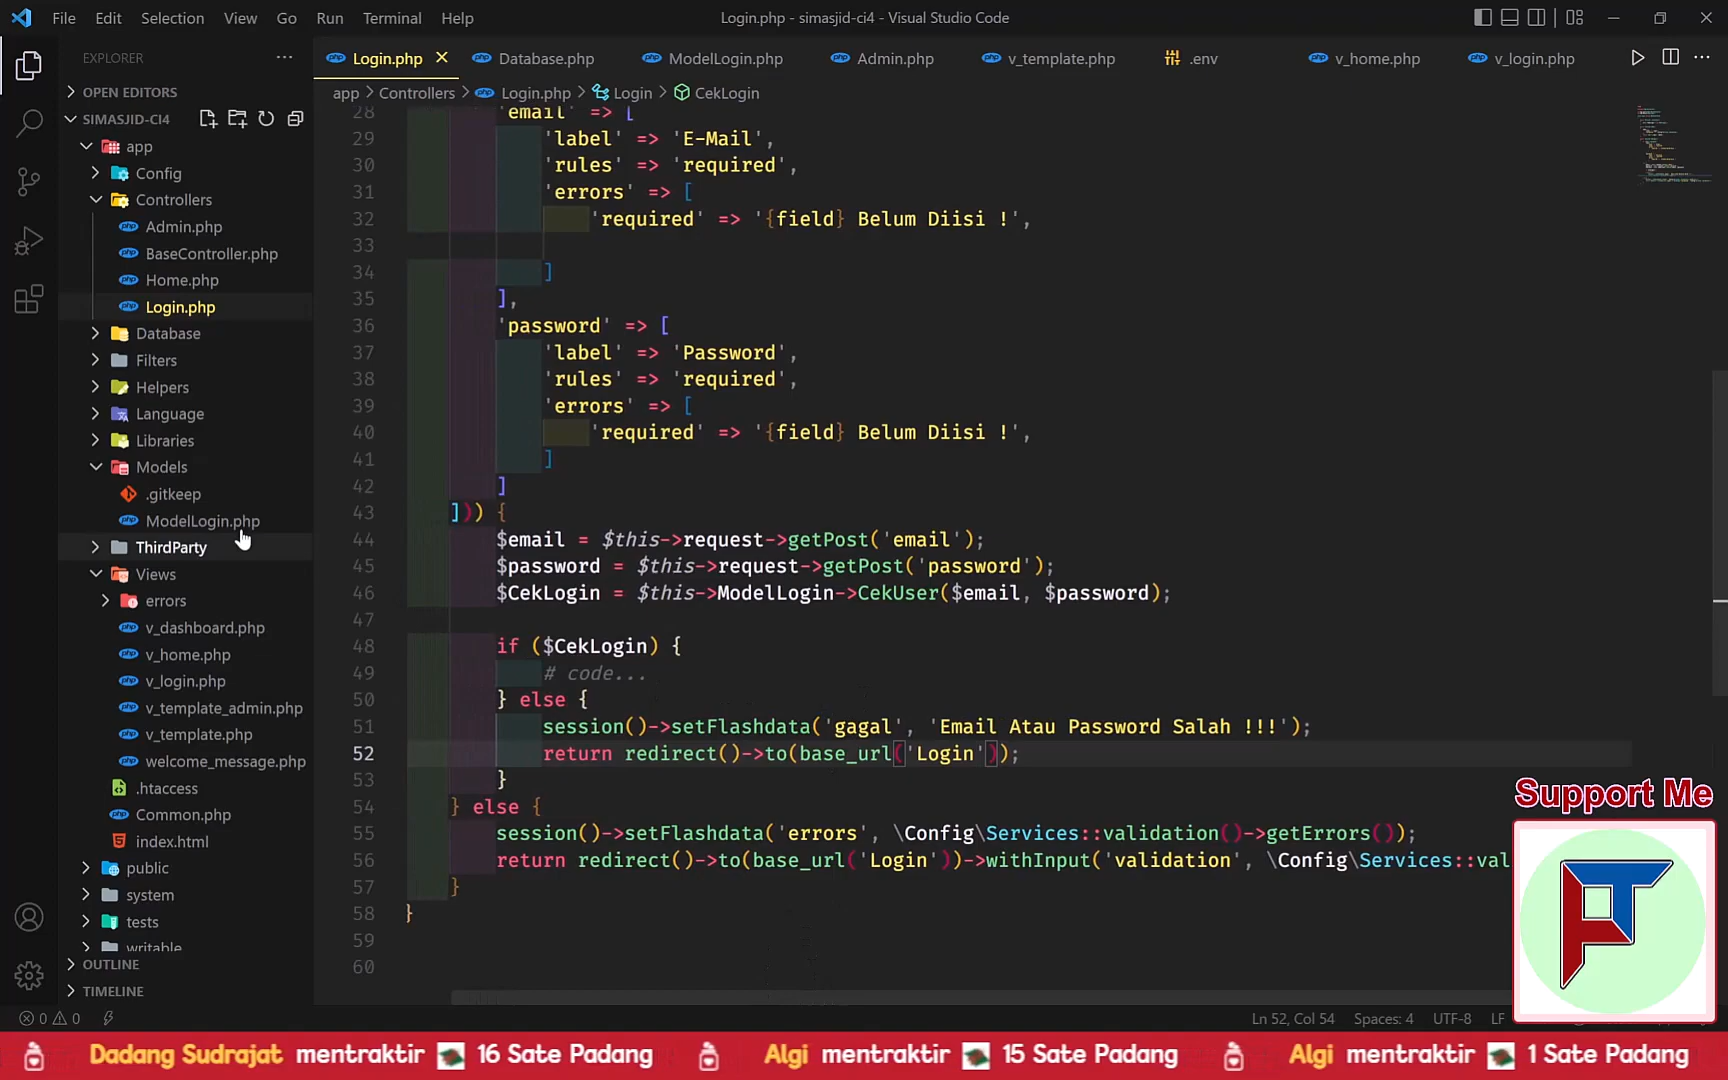 File Edit Selection View Go Run Terminal Help
Login.php - simasjid-ci4 - Visual Studio Code
EXPLORER
OPEN EDITORS
SIMASJID-CI4
app
Config
Controllers
Admin.php
BaseController.php
Home.php
Login.php
Database
Filters
Helpers
Language
Libraries
Models
.gitkeep
ModelLogin.php
ThirdParty
Views
errors
v_dashboard.php
v_home.php
v_login.php
v_template_admin.php
v_template.php
welcome_message.php
.htaccess
Common.php
index.html
public
system
tests
writable
OUTLINE
TIMELINE
Login.php Database.php ModelLogin.php Admin.php v_template.php .env v_home.php v_login.php
app > Controllers > Login.php > Login > CekLogin
28 'email' => [
29 'label' => 'E-Mail',
30 'rules' => 'required',
31 'errors' => [
32 'required' => '{field} Belum Diisi !',
33
34 ]
35 ],
36 'password' => [
37 'label' => 'Password',
38 'rules' => 'required',
39 'errors' => [
40 'required' => '{field} Belum Diisi !',
41 ]
42 ]
43 ])) {
44 $email = $this->request->getPost('email');
45 $password = $this->request->getPost('password');
46 $CekLogin = $this->ModelLogin->CekUser($email, $password);
47
48 if ($CekLogin) {
49 # code...
50 } else {
51 session()->setFlashdata('gagal', 'Email Atau Password Salah !!!');
52 return redirect()->to(base_url('Login'));
53 }
54 } else {
55 session()->setFlashdata('errors', \Config\Services::validation()->getErrors());
56 return redirect()->to(base_url('Login'))->withInput('validation', \Config\Services::val
57 }
58 }
59
60
Support Me
0 0
Ln 52, Col 54 Spaces: 4 UTF-8 LF
Dadang Sudrajat mentraktir 16 Sate Padang Algi mentraktir 15 Sate Padang Algi mentraktir 1 Sate Padang